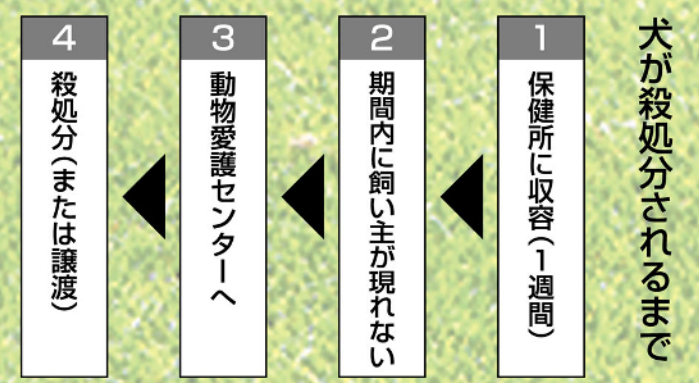 犬が殺処分されるまで
1
保健所に収容(1週間)
2
期間内に飼い主が現れない
3
動物愛護センターへ
4
殺処分(または譲渡)